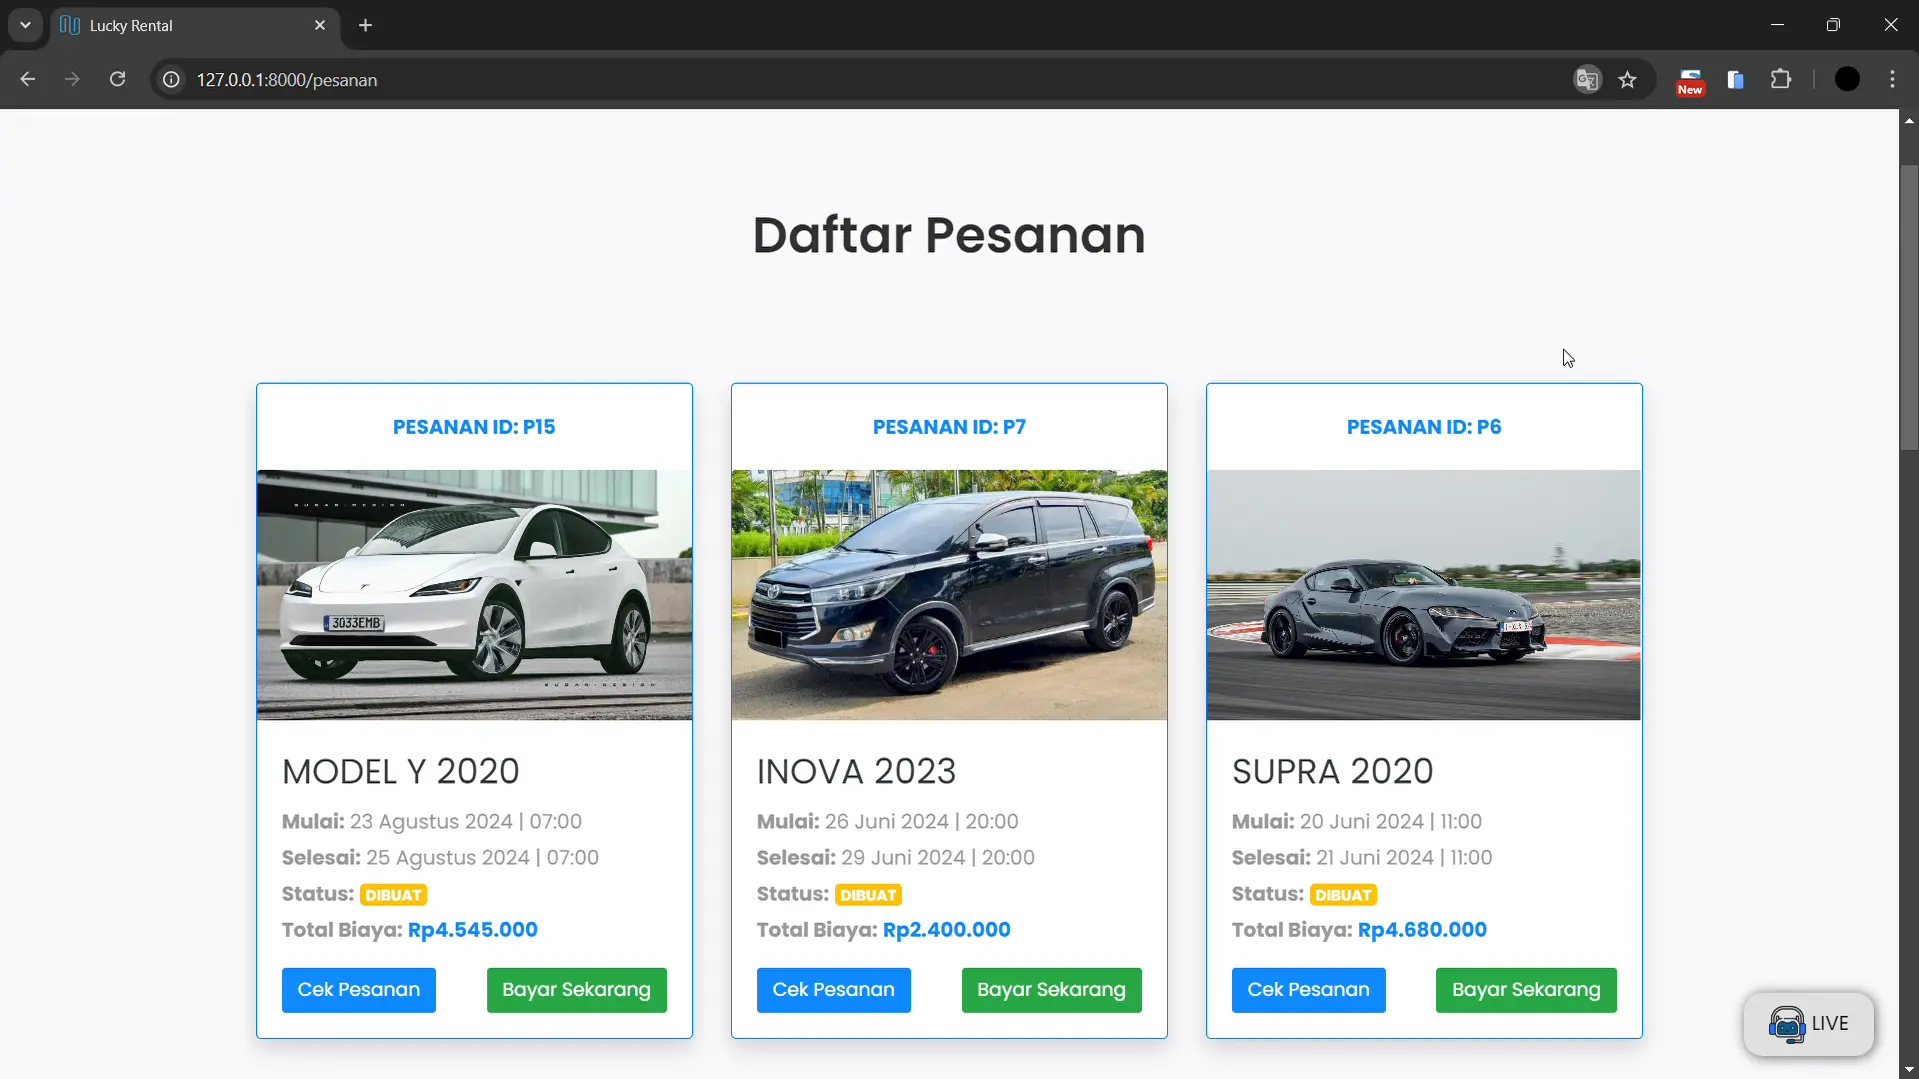 Lucky Rental
127.0.0.1:8000/pesanan
New
Daftar Pesanan
PESANAN ID: P15
SUGAR·DESIGN
3033EMB
SUGAR·DESIGN
MODEL Y 2020
Mulai: 23 Agustus 2024 | 07:00
Selesai: 25 Agustus 2024 | 07:00
Status: DIBUAT
Total Biaya: Rp4.545.000
Cek Pesanan
Bayar Sekarang
PESANAN ID: P7
INOVA 2023
Mulai: 26 Juni 2024 | 20:00
Selesai: 29 Juni 2024 | 20:00
Status: DIBUAT
Total Biaya: Rp2.400.000
Cek Pesanan
Bayar Sekarang
PESANAN ID: P6
SUPRA 2020
Mulai: 20 Juni 2024 | 11:00
Selesai: 21 Juni 2024 | 11:00
Status: DIBUAT
Total Biaya: Rp4.680.000
Cek Pesanan
Bayar Sekarang
LIVE